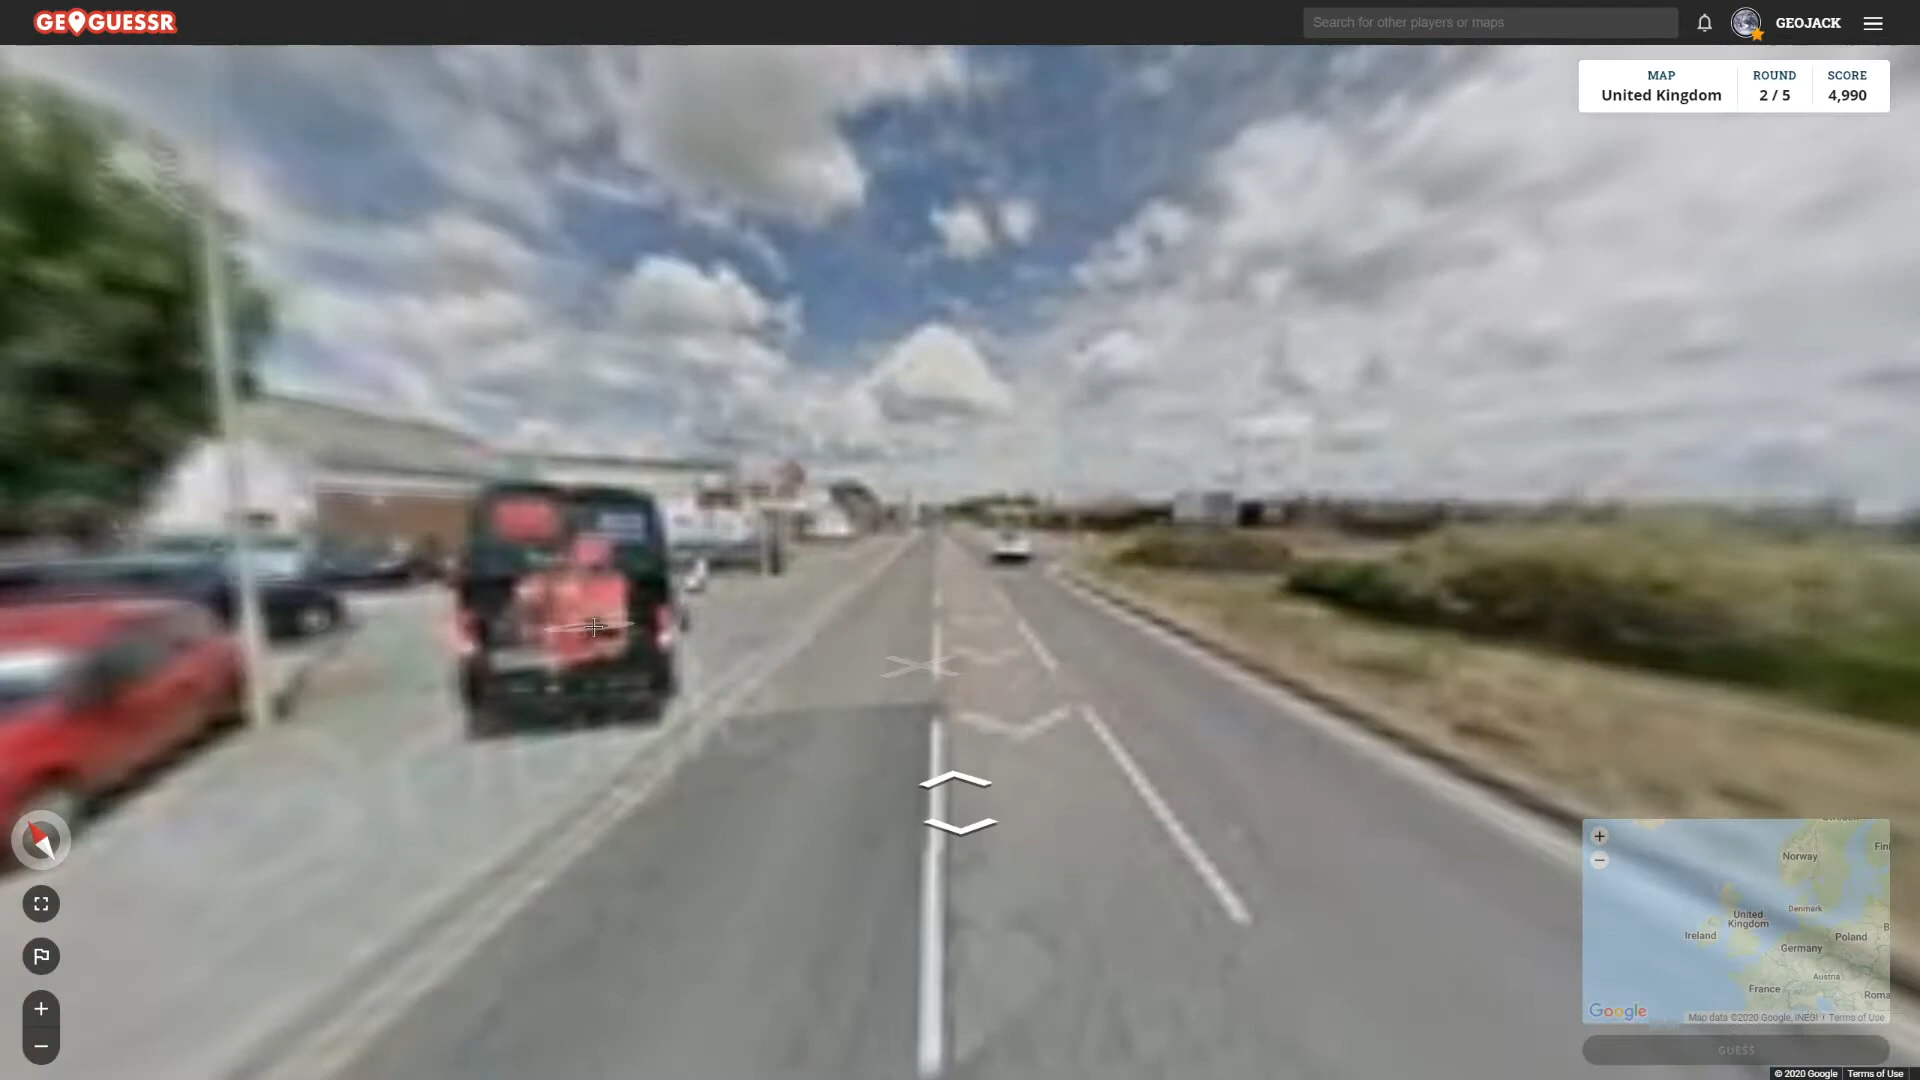 GEOGUESSR
Search for other players or maps
GEOJACK
MAP
United Kingdom
ROUND
2 / 5
SCORE
4,990
+
−
Norway
United
Kingdom
Denmark
Ireland
Poland
Germany
Austria
France
Roma
Google
Map data ©2020 Google, INEGI
Terms of Use
GUESS
+
−
© 2020 Google
Terms of Use